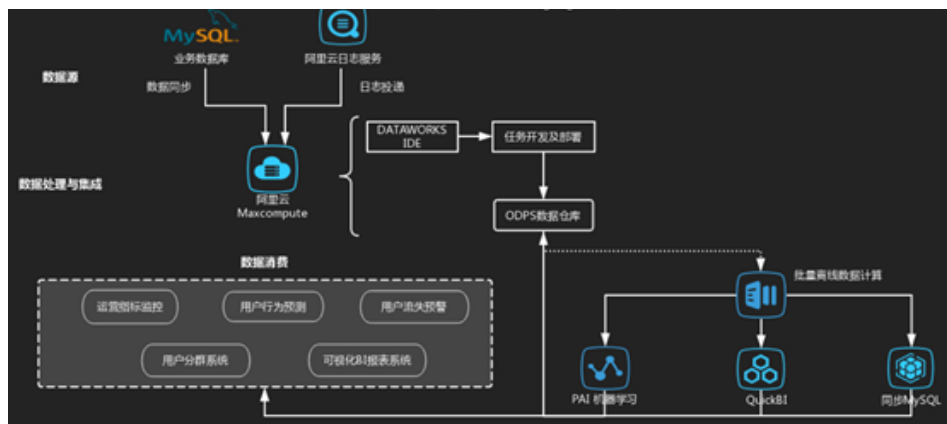 MySQL
业务数据库
阿里云日志服务
数据源
数据同步
日志投递
DATAWORKS
IDE
任务开发及部署
数据处理与集成
阿里云
Maxcompute
ODPS数据仓库
数据消费
批量离线数据计算
运营指标监控
用户行为预测
用户流失预警
用户分群系统
可视化BI报表系统
PAI 机器学习
QuickBI
同步MySQL